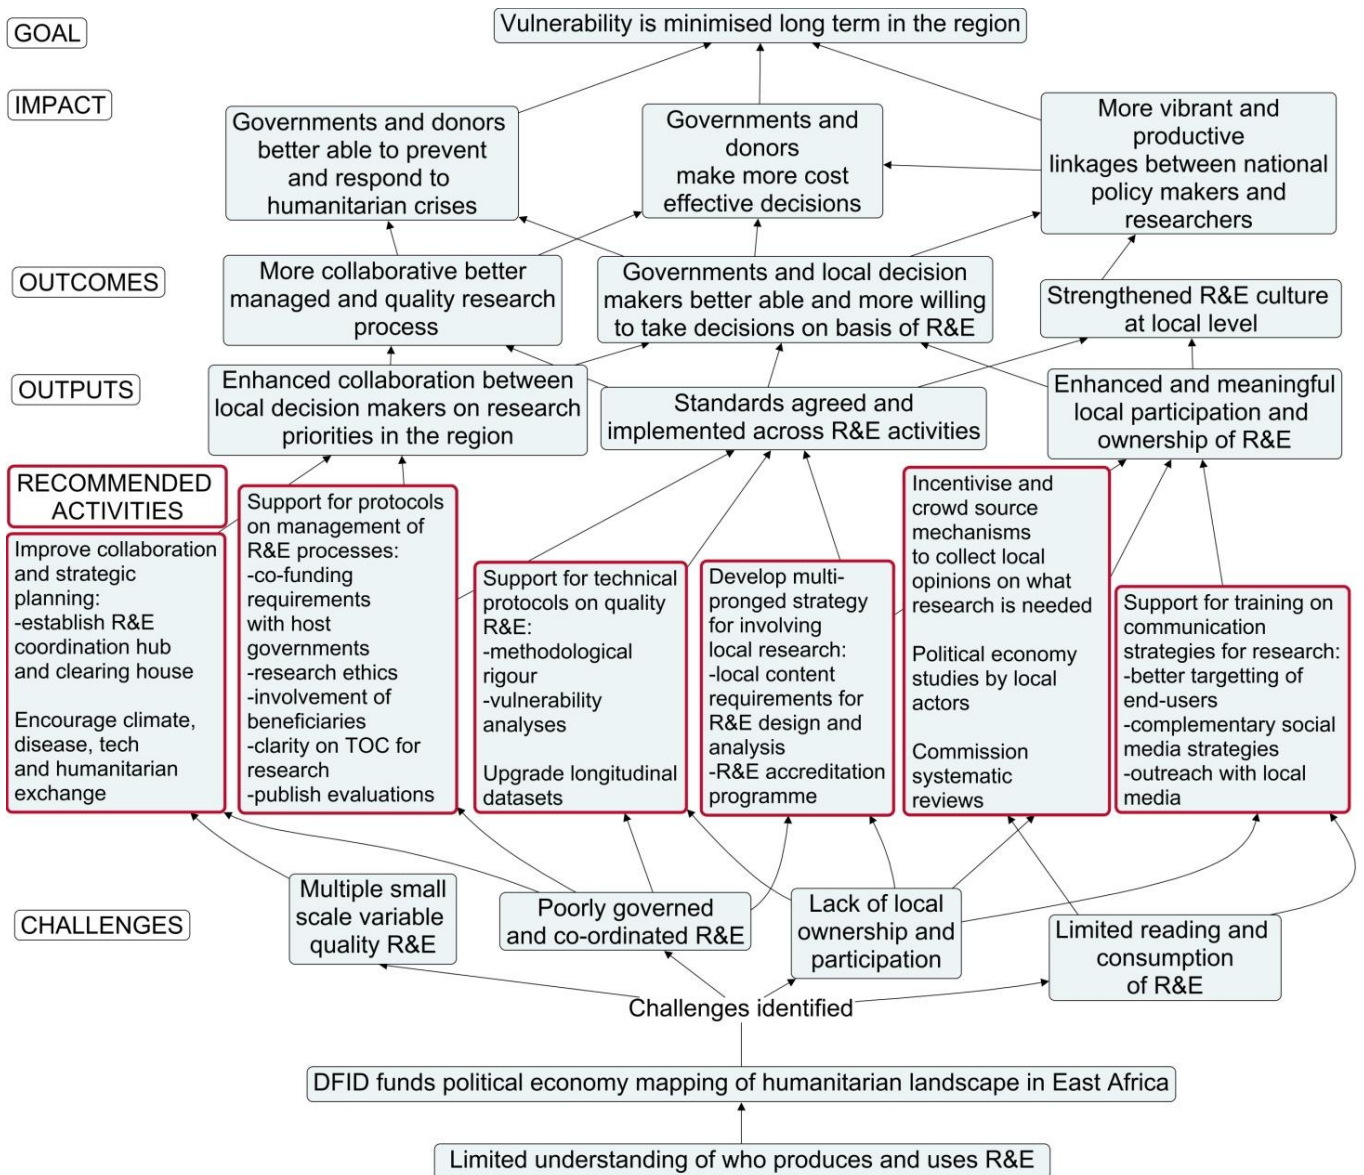 GOAL
Vulnerability is minimised long term in the region
IMPACT
Governments and donors
better able to prevent
and respond to
humanitarian crises
Governments and
donors
make more cost
effective decisions
More vibrant and
productive
linkages between national
policy makers and
researchers
OUTCOMES
More collaborative better
managed and quality research
process
Governments and local decision
makers better able and more willing
to take decisions on basis of R&E
Strengthened R&E culture
at local level
OUTPUTS
Enhanced collaboration between
local decision makers on research
priorities in the region
Standards agreed and
implemented across R&E activities
Enhanced and meaningful
local participation and
ownership of R&E
RECOMMENDED
ACTIVITIES
Improve collaboration
and strategic
planning:
-establish R&E
coordination hub
and clearing house
Encourage climate,
disease, tech
and humanitarian
exchange
Support for protocols
on management of
R&E processes:
-co-funding
requirements
with host
governments
-research ethics
-involvement of
beneficiaries
-clarity on TOC for
research
-publish evaluations
Support for technical
protocols on quality
R&E:
-methodological
rigour
-vulnerability
analyses
Upgrade longitudinal
datasets
Develop multi-
pronged strategy
for involving
local research:
-local content
requirements for
R&E design and
analysis
-R&E accreditation
programme
Incentivise and
crowd source
mechanisms
to collect local
opinions on what
research is needed
Political economy
studies by local
actors
Commission
systematic
reviews
Support for training on
communication
strategies for research:
-better targetting of
end-users
-complementary social
media strategies
-outreach with local
media
CHALLENGES
Multiple small
scale variable
quality R&E
Poorly governed
and co-ordinated R&E
Lack of local
ownership and
participation
Limited reading and
consumption
of R&E
Challenges identified
DFID funds political economy mapping of humanitarian landscape in East Africa
Limited understanding of who produces and uses R&E